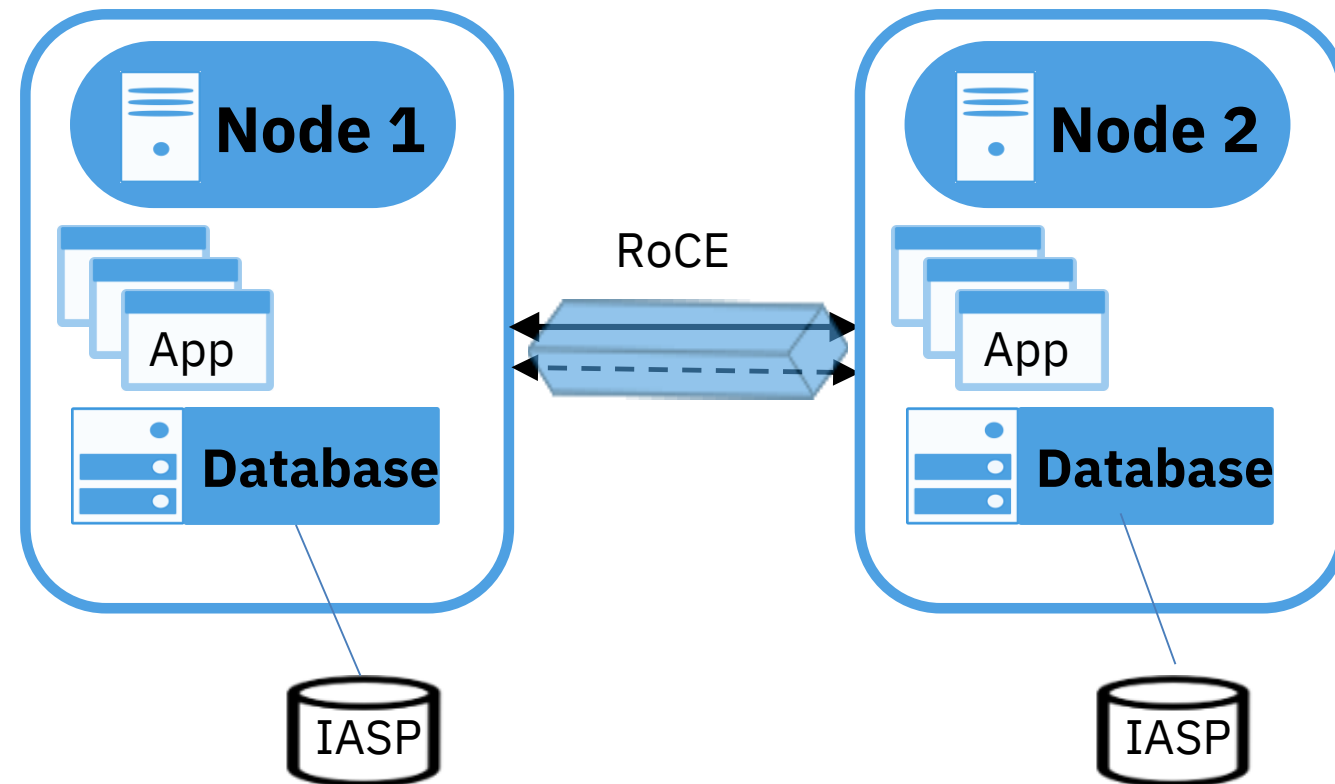 Node 1
Node 2
RoCE
App
App
Database
Database
IASP
IASP